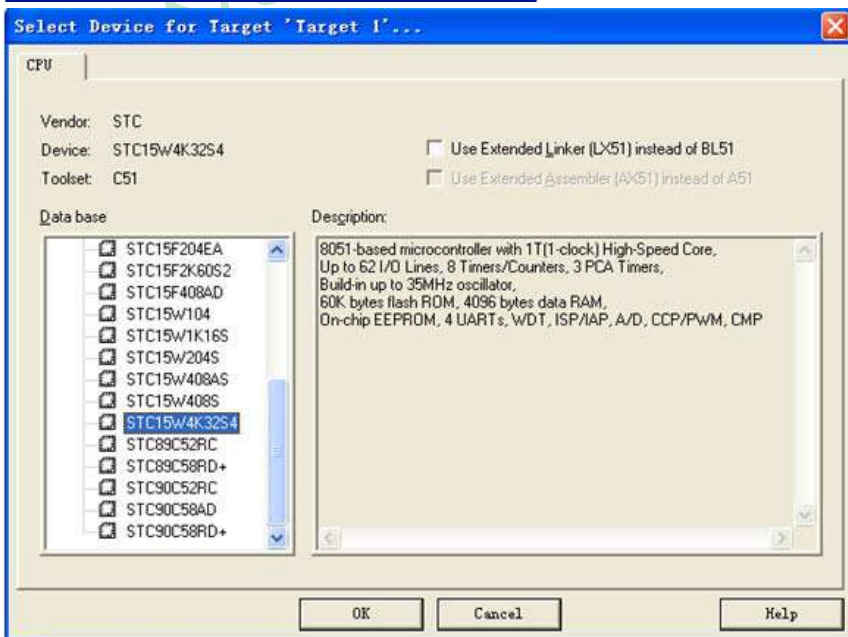 Select Device for Target 'Target 1'...
CPU
Vendor: STC
Device: STC15W4K32S4
Toolset: C51
Use Extended Linker (LX51) instead of BL51
Use Extended Assembler (AX51) instead of A51
Data base
STC15F204EA
STC15F2K60S2
STC15F408AD
STC15W104
STC15W1K16S
STC15W204S
STC15W408AS
STC15W408S
STC15W4K32S4
STC89C52RC
STC89C58RD+
STC90C52RC
STC90C58AD
STC90C58RD+
Description:
8051-based microcontroller with 1T(1-clock) High-Speed Core,
Up to 62 I/O Lines, 8 Timers/Counters, 3 PCA Timers,
Build-in up to 35MHz oscillator,
60K bytes flash ROM, 4096 bytes data RAM,
On-chip EEPROM, 4 UARTs, WDT, ISP/IAP, A/D, CCP/PWM, CMP
OK
Cancel
Help